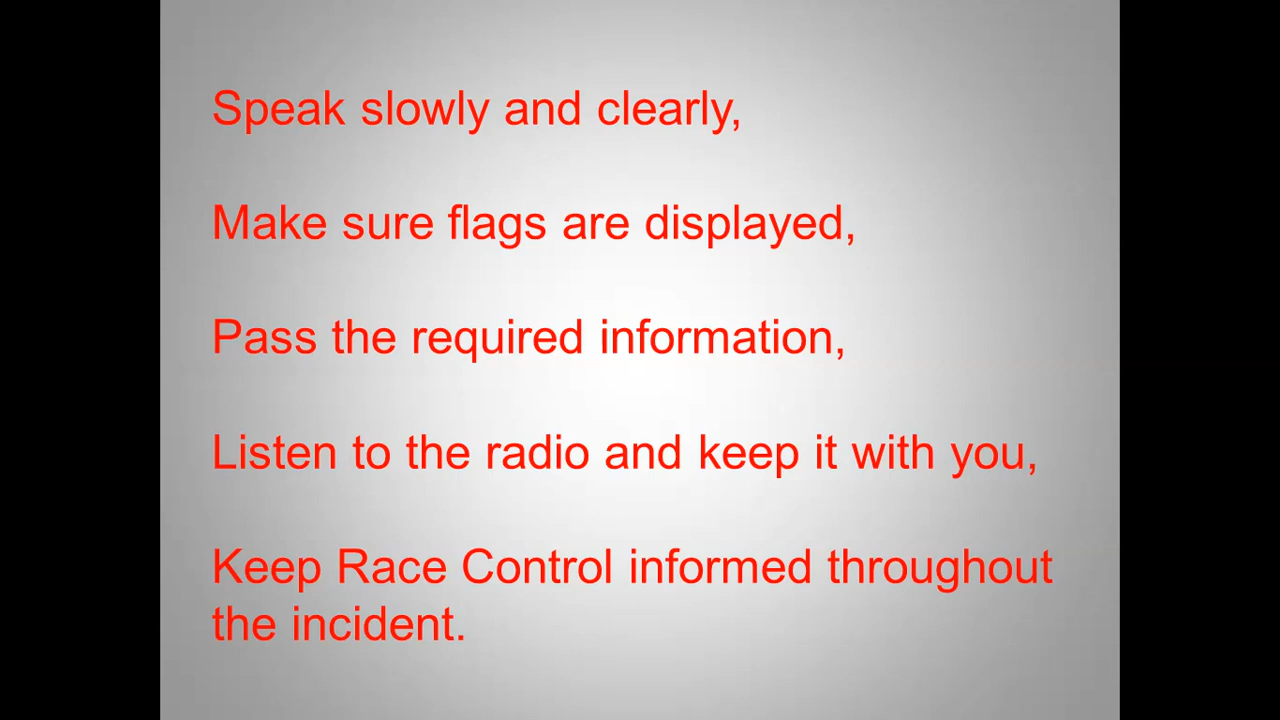 Speak slowly and clearly,
Make sure flags are displayed,
Pass the required information,
Listen to the radio and keep it with you,
Keep Race Control informed throughout
the incident.